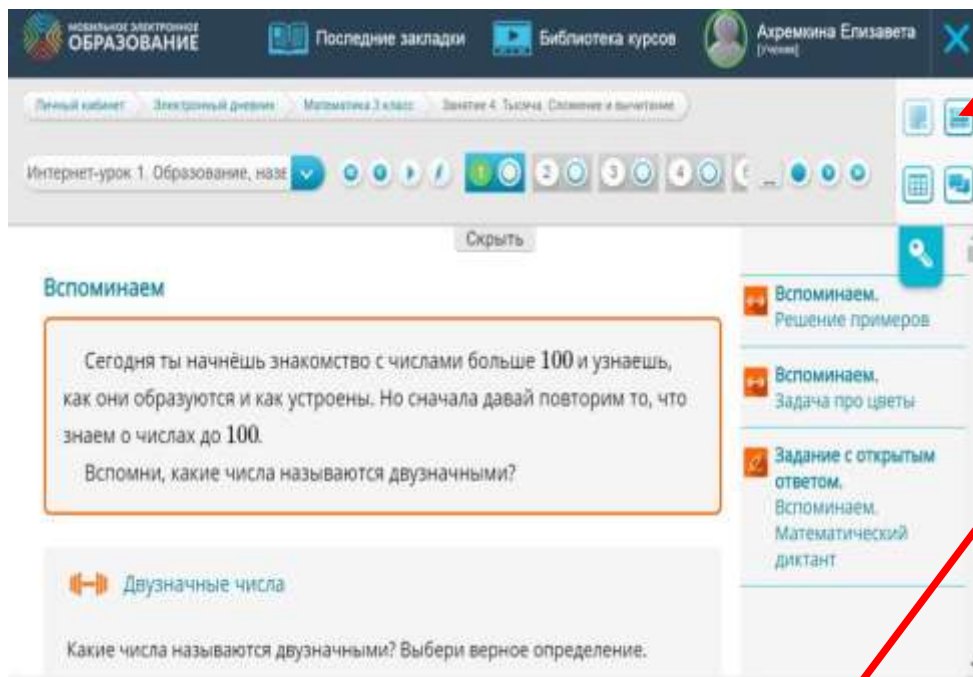 МОБИЛЬНОЕ ЭЛЕКТРОННОЕ
ОБРАЗОВАНИЕ
Последние закладки
Библиотека курсов
Ахремкина Елизавета
[Ученик]
Личный кабинет
Электронный дневник
Математика 3 класс
Занятие 4. Тысяча. Сложение и вычитание
Интернет-урок 1. Образование, назв
1
2
3
4
Скрыть
Вспоминаем
Сегодня ты начнёшь знакомство с числами больше 100 и узнаешь,
как они образуются и как устроены. Но сначала давай повторим то, что
знаем о числах до 100.
Вспомни, какие числа называются двузначными?
Двузначные числа
Какие числа называются двузначными? Выбери верное определение.
Вспоминаем.
Решение примеров
Вспоминаем.
Задача про цветы
Задание с открытым
ответом.
Вспоминаем.
Математический
диктант